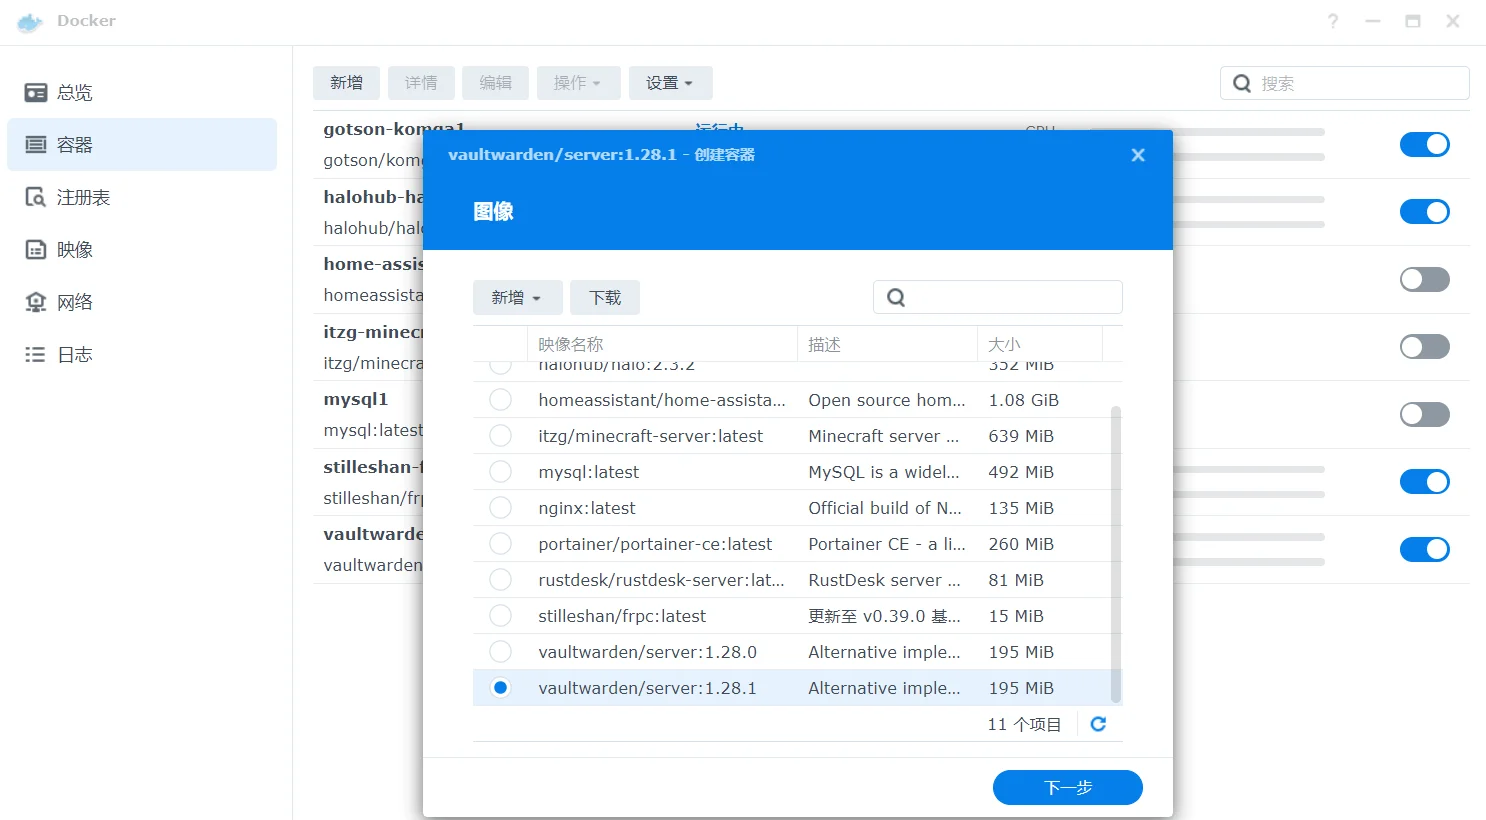 Docker
总览
容器
注册表
映像
网络
日志
新增 详情 编辑 操作 设置 搜索
gotson-komga1 运行中 CPU
gotson/kom
halohub-ha
halohub/hal
home-assis
homeassista
itzg-minec
itzg/minecra
mysql1
mysql:latest
stilleshan-f
stilleshan/frp
vaultwarde
vaultwarden
vaultwarden/server:1.28.1 - 创建容器
图像
新增 下载
映像名称 描述 大小
halohub/halo:2.3.2 352 MiB
homeassistant/home-assista... Open source hom... 1.08 GiB
itzg/minecraft-server:latest Minecraft server ... 639 MiB
mysql:latest MySQL is a widel... 492 MiB
nginx:latest Official build of N... 135 MiB
portainer/portainer-ce:latest Portainer CE - a li... 260 MiB
rustdesk/rustdesk-server:lat... RustDesk server ... 81 MiB
stilleshan/frpc:latest 更新至 v0.39.0 基... 15 MiB
vaultwarden/server:1.28.0 Alternative imple... 195 MiB
vaultwarden/server:1.28.1 Alternative imple... 195 MiB
11 个项目
下一步